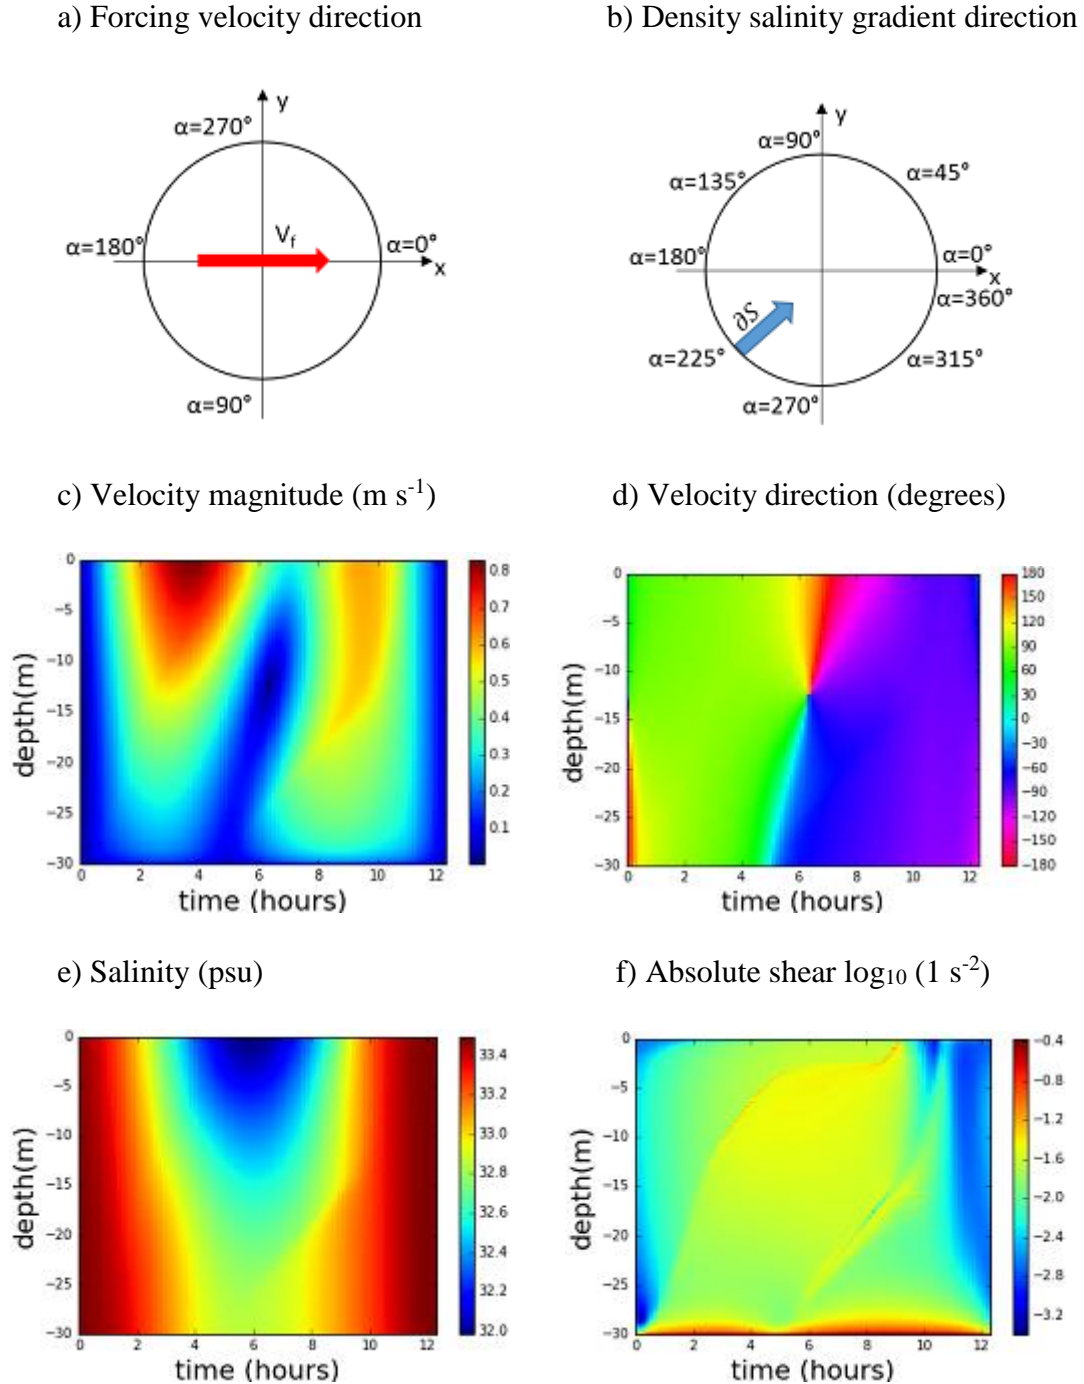 a) Forcing velocity direction
b) Density salinity gradient direction
y
α=270°
α=180°
Vf
α=0°
x
α=90°
y
α=90°
α=135°
α=45°
α=180°
α=0°
x
α=360°
∂S
α=225°
α=315°
α=270°
c) Velocity magnitude (m s-1)
d) Velocity direction (degrees)
0
−5
−10
−15
−20
−25
−30
depth(m)
0 2 4 6 8 10 12
time (hours)
0.8
0.7
0.6
0.5
0.4
0.3
0.2
0.1
0
−5
−10
−15
−20
−25
−30
depth(m)
0 2 4 6 8 10 12
time (hours)
180
150
120
90
60
30
0
−30
−60
−90
−120
−150
−180
e) Salinity (psu)
f) Absolute shear log10 (1 s-2)
0
−5
−10
−15
−20
−25
−30
depth(m)
0 2 4 6 8 10 12
time (hours)
33.4
33.2
33.0
32.8
32.6
32.4
32.2
32.0
0
−5
−10
−15
−20
−25
−30
depth(m)
0 2 4 6 8 10 12
time (hours)
−0.4
−0.8
−1.2
−1.6
−2.0
−2.4
−2.8
−3.2